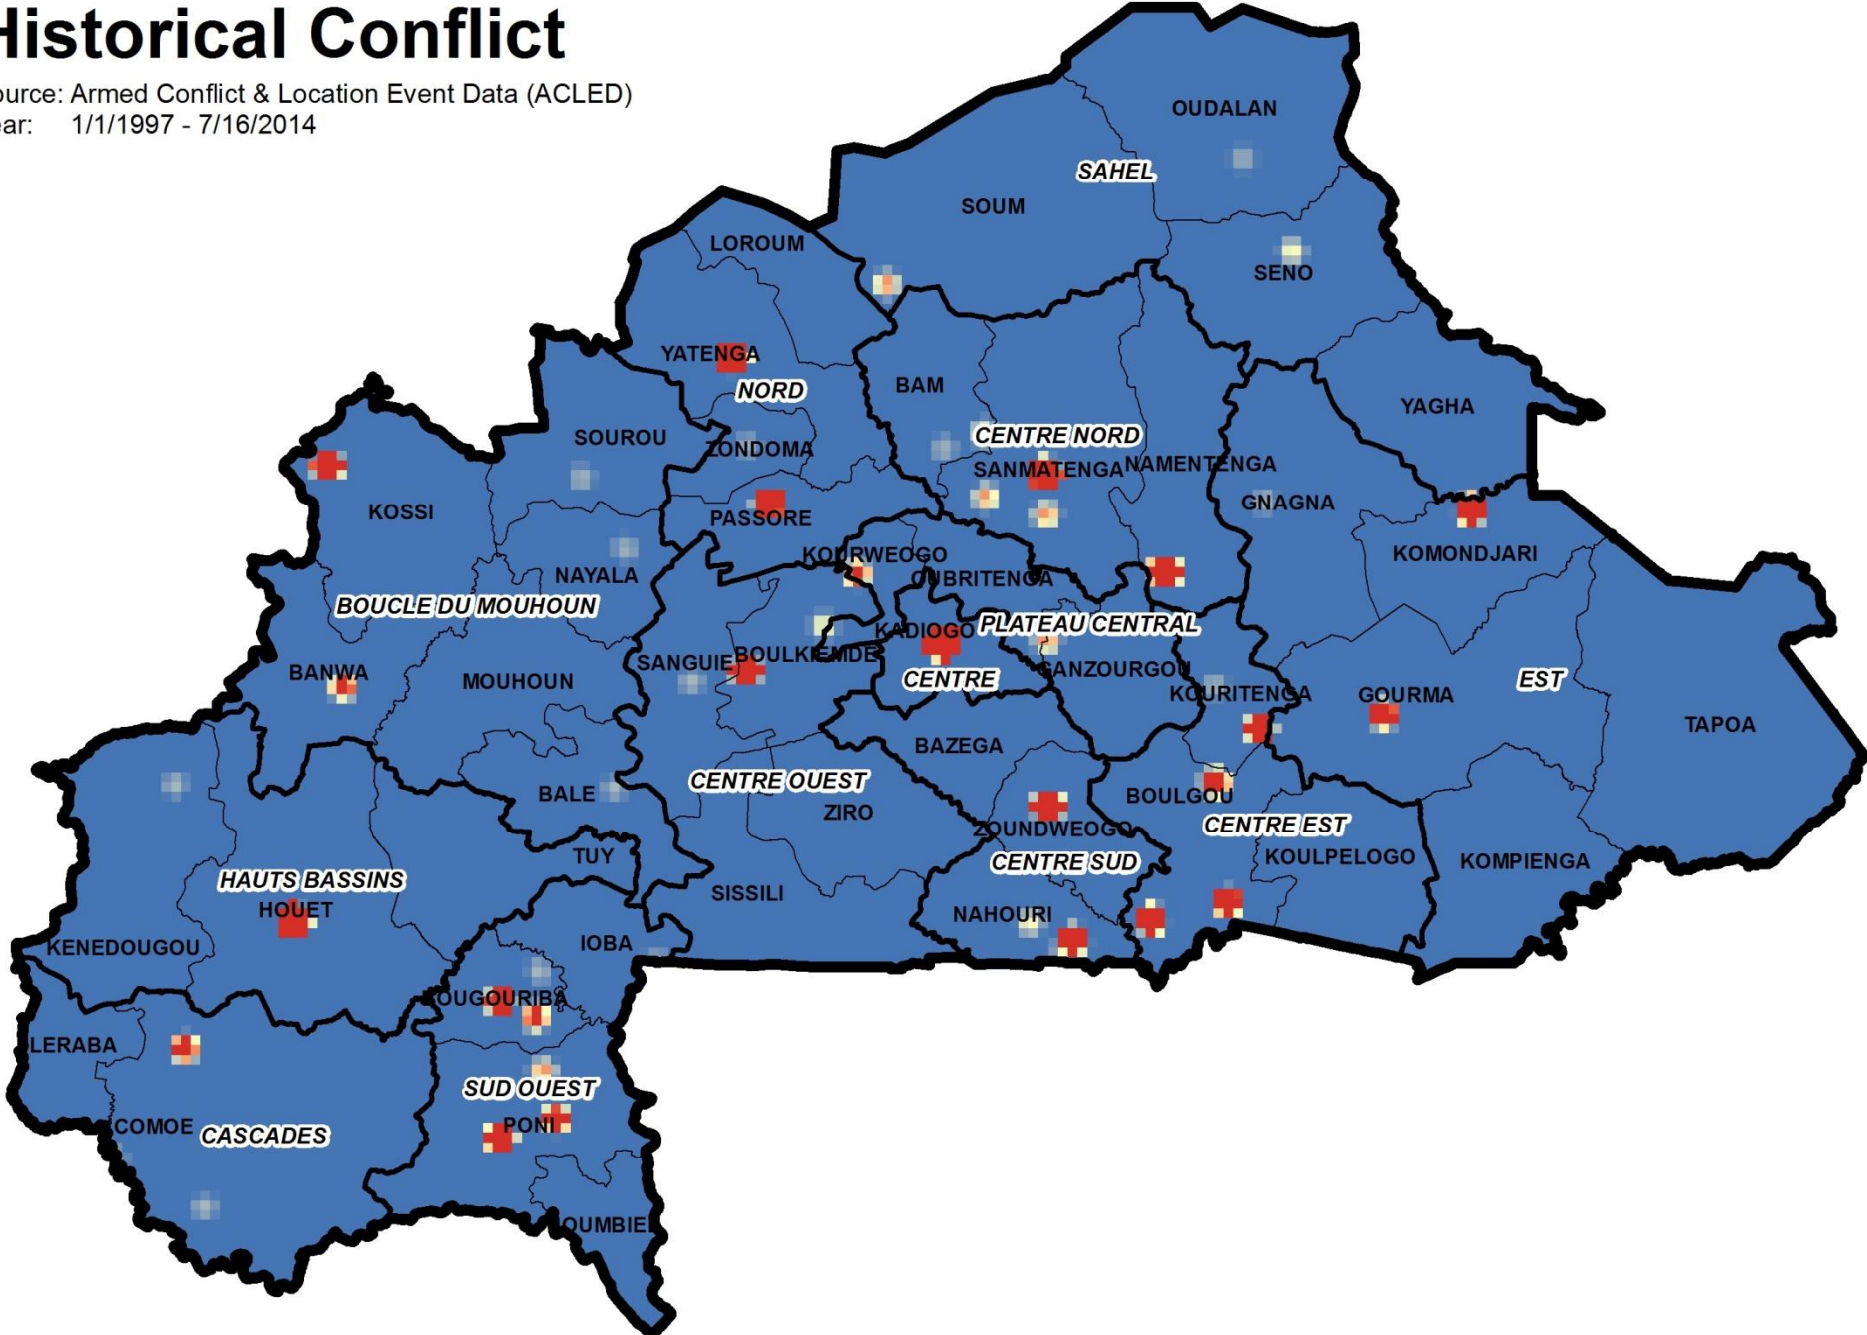 Historical Conflict
ource: Armed Conflict & Location Event Data (ACLED)
ear: 1/1/1997 - 7/16/2014
OUDALAN
SAHEL
SOUM
LOROUM
SENO
YATENGA
NORD
BAM
YAGHA
SOUROU
CENTRE NORD
ZONDOMA
SANMATENGA
NAMENTENGA
GNAGNA
KOSSI
PASSORE
KOURWEOGO
KOMONDJARI
NAYALA
OUBRITENGA
BOUCLE DU MOUHOUN
KADIOGO
PLATEAU CENTRAL
SANGUIE
BOULKIEMDE
BANWA
MOUHOUN
CENTRE
GANZOURGOU
KOURITENGA
GOURMA
EST
TAPOA
BAZEGA
CENTRE OUEST
BALE
ZIRO
BOULGOU
ZOUNDWEOGO
CENTRE EST
TUY
CENTRE SUD
KOULPELOGO
KOMPIENGA
HAUTS BASSINS
SISSILI
HOUET
NAHOURI
KENEDOUGOU
IOBA
OUGOURIBA
LERABA
SUD OUEST
COMOE
CASCADES
PONI
OUMBIE